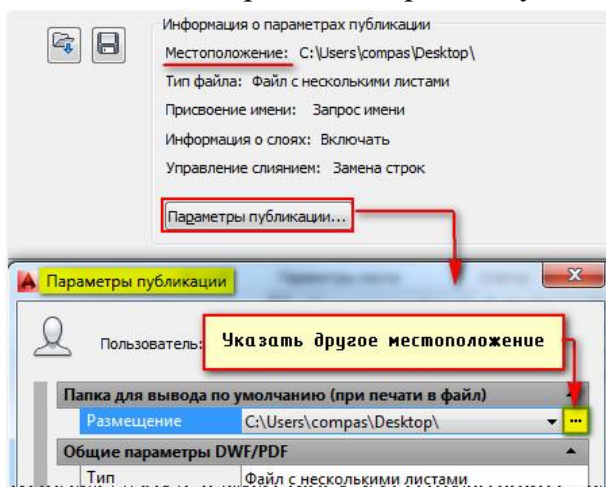 Информация о параметрах публикации
Местоположение: C:\Users\compas\Desktop\
Тип файла: Файл с несколькими листами
Присвоение имени: Запрос имени
Информация о слоях: Включать
Управление слиянием: Замена строк
Параметры публикации...
Параметры публикации
Пользователь:
Указать другое местоположение
Папка для вывода по умолчанию (при печати в файл)
Размещение C:\Users\compas\Desktop\ ...
Общие параметры DWF/PDF
Тип Файл с несколькими листами